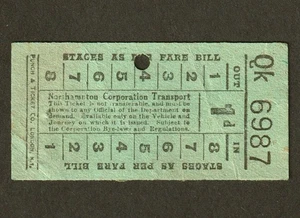 STAGES AS PER FARE BILL
8 7 6 5 4 3 2 1
OUT
Qk 6987
Northampton Corporation Transport
This Ticket is not transferable, and must be
shown to any Official of the Department on
demand. Available only on the Vehicle and
Journey on which it is issued. Subject to
the Corporation Bye-laws and Regulations.
1d
IN
1 2 3 4 5 6 7 8
STAGES AS PER FARE BILL
PUNCH & TICKET CO. LONDON, N.W.